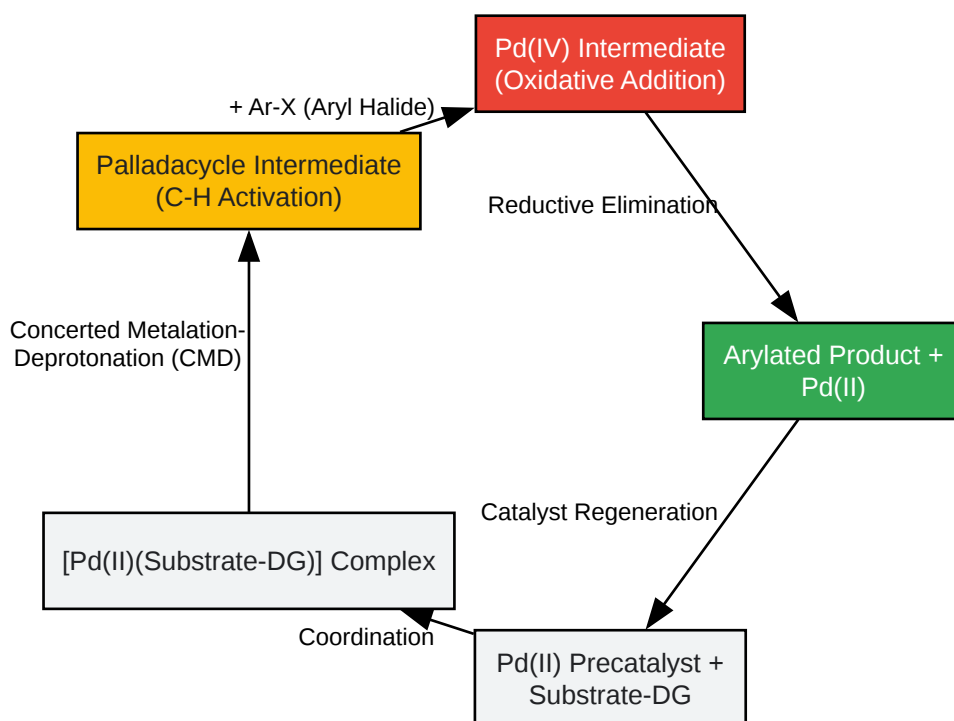 Pd(IV) Intermediate
(Oxidative Addition)
+ Ar-X (Aryl Halide)
Palladacycle Intermediate
(C-H Activation)
Reductive Elimination
Concerted Metalation-
Deprotonation (CMD)
Arylated Product +
Pd(II)
Catalyst Regeneration
[Pd(II)(Substrate-DG)] Complex
Coordination
Pd(II) Precatalyst +
Substrate-DG